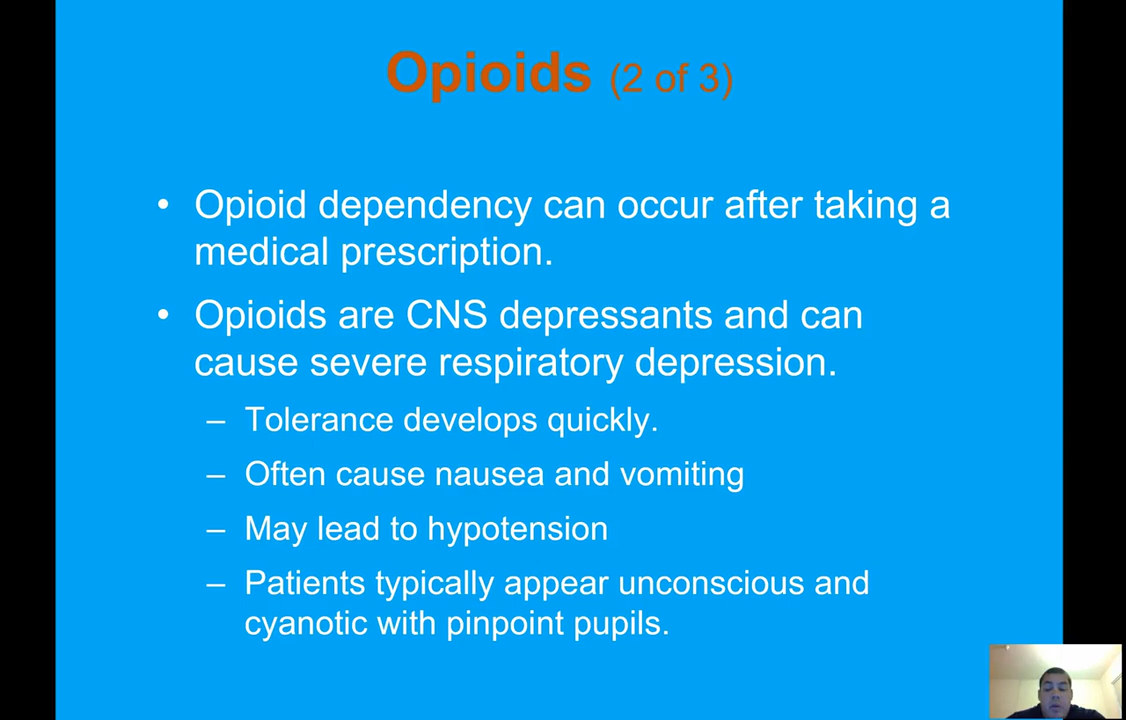 Opioids (2 of 3)
• Opioid dependency can occur after taking a
medical prescription.
• Opioids are CNS depressants and can
cause severe respiratory depression.
– Tolerance develops quickly.
– Often cause nausea and vomiting
– May lead to hypotension
– Patients typically appear unconscious and
cyanotic with pinpoint pupils.